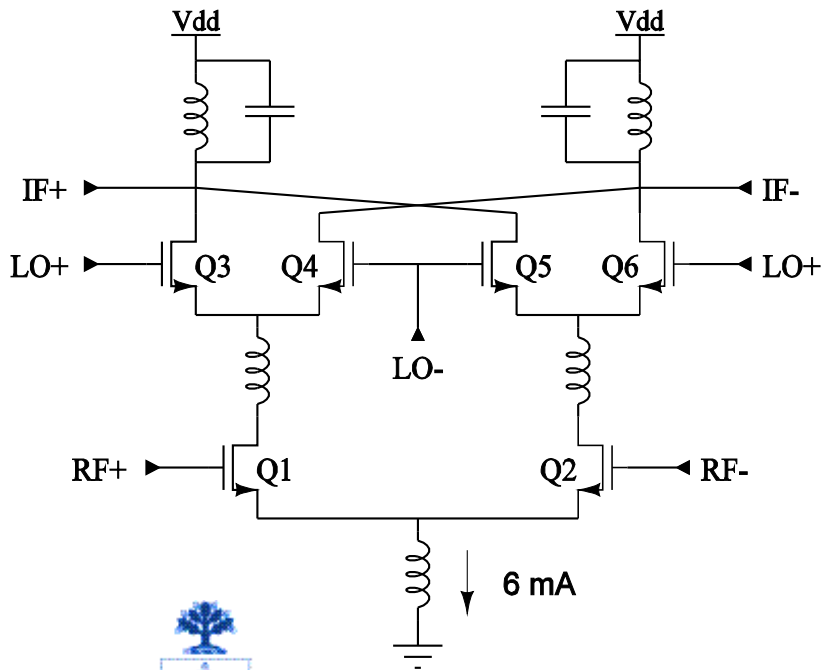 Vdd Vdd
IF+ IF-
LO+ Q3 Q4 Q5 Q6 LO+
LO-
RF+ Q1 Q2 RF-
6 mA